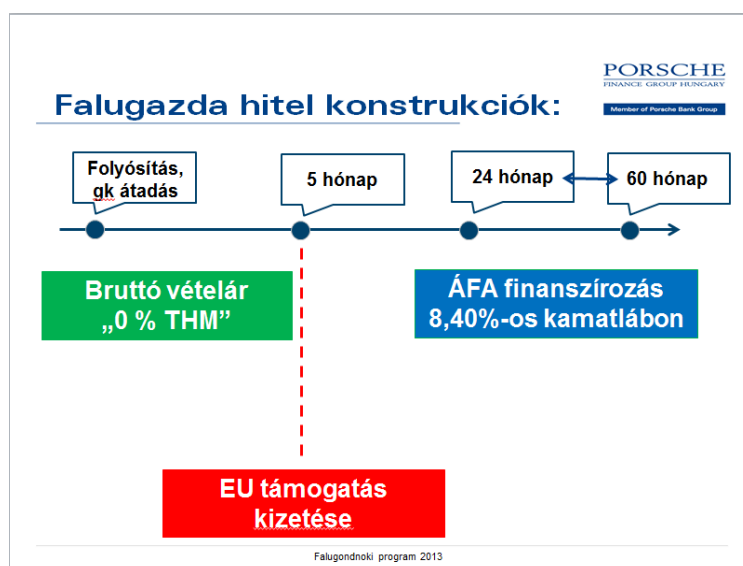 PORSCHE
FINANCE GROUP HUNGARY
Member of Porsche Bank Group
Falugazda hitel konstrukciók:
Folyósítás,
gk átadás
5 hónap
24 hónap
60 hónap
Bruttó vételár
„0 % THM”
ÁFA finanszírozás
8,40%-os kamatlábon
EU támogatás
kizetése
Falugondnoki program 2013